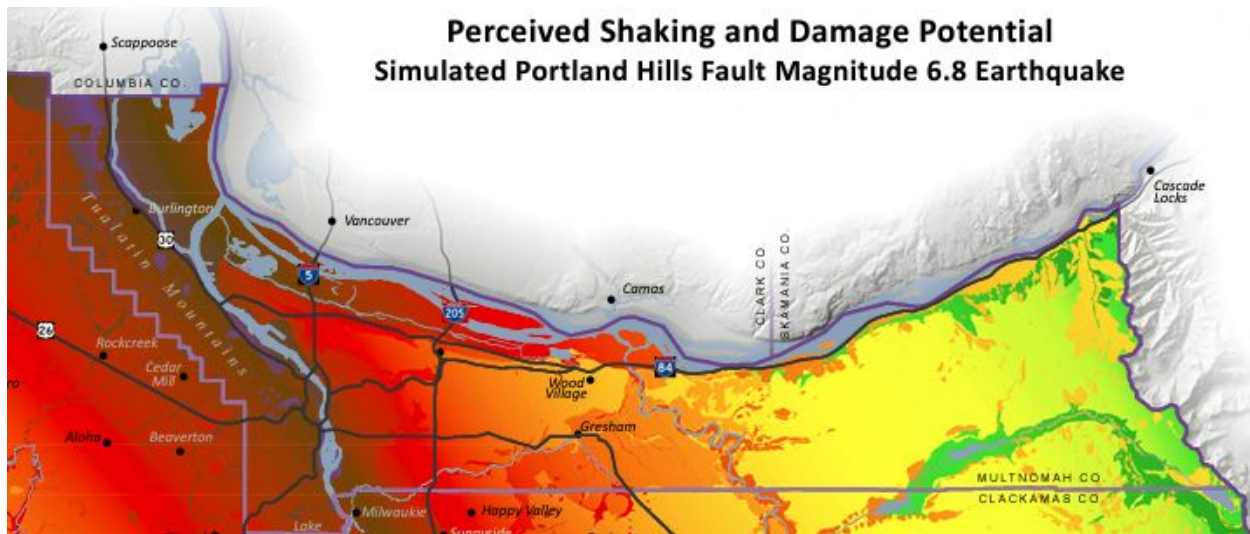 Perceived Shaking and Damage Potential
Simulated Portland Hills Fault Magnitude 6.8 Earthquake
Scappoose
COLUMBIA CO.
Cascade
Locks
Tualatin Mountains
Burlington
Vancouver
30
5
CLARK CO.
SKAMANIA CO.
Camas
205
26
Rockcreek
Cedar
Mill
84
Wood
Village
Aloha
Beaverton
Gresham
MULTNOMAH CO.
CLACKAMAS CO.
Milwaukie
Happy Valley
Lake
Sunnyside